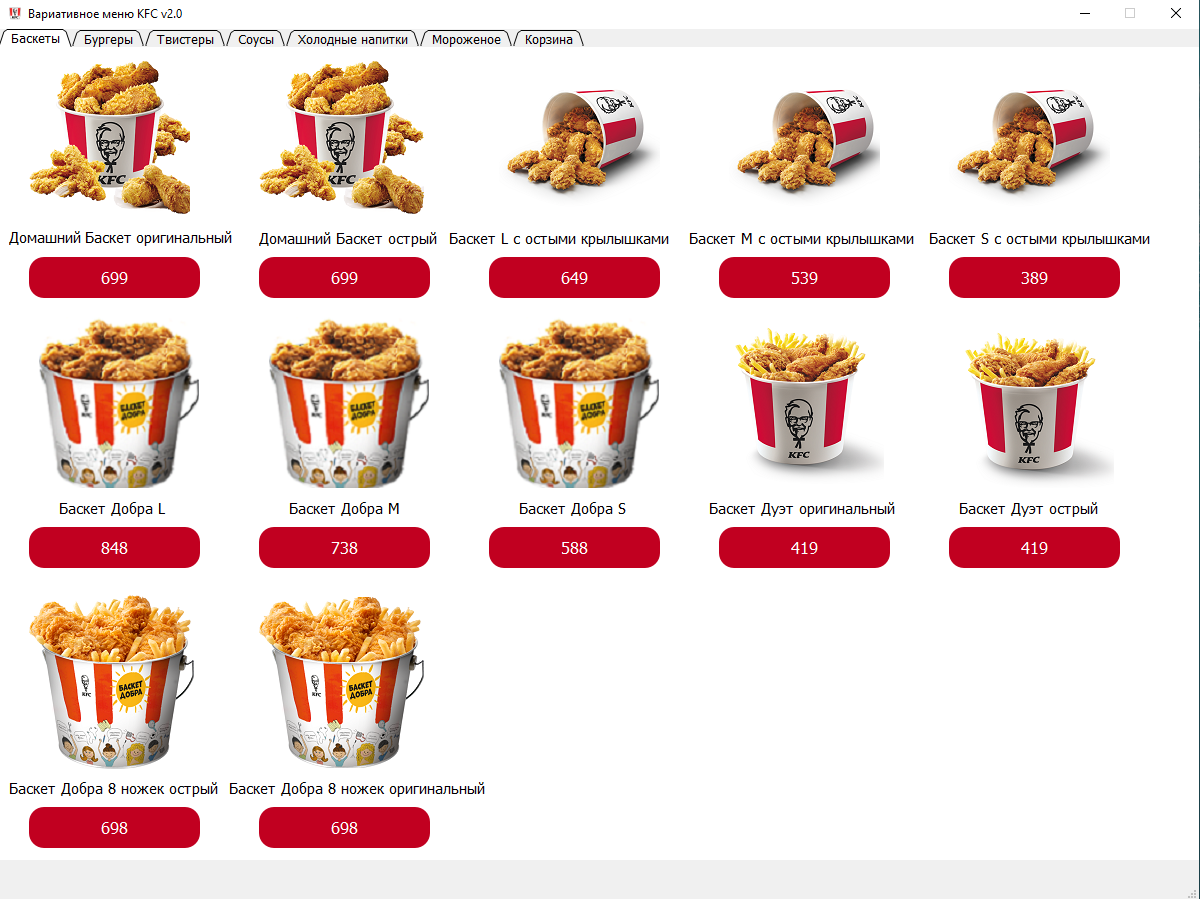 Вариативное меню KFC v2.0
Баскеты Бургеры Твистеры Соусы Холодные напитки Мороженое Корзина
KFC KFC
Домашний Баскет оригинальный Домашний Баскет острый Баскет L с остыми крылышками Баскет M с остыми крылышками Баскет S с остыми крылышками
699 699 649 539 389
БАСКЕТ ДОБРА БАСКЕТ ДОБРА БАСКЕТ ДОБРА KFC KFC
Баскет Добра L Баскет Добра M Баскет Добра S Баскет Дуэт оригинальный Баскет Дуэт острый
848 738 588 419 419
KFC БАСКЕТ ДОБРА KFC БАСКЕТ ДОБРА
Баскет Добра 8 ножек острый Баскет Добра 8 ножек оригинальный
698 698